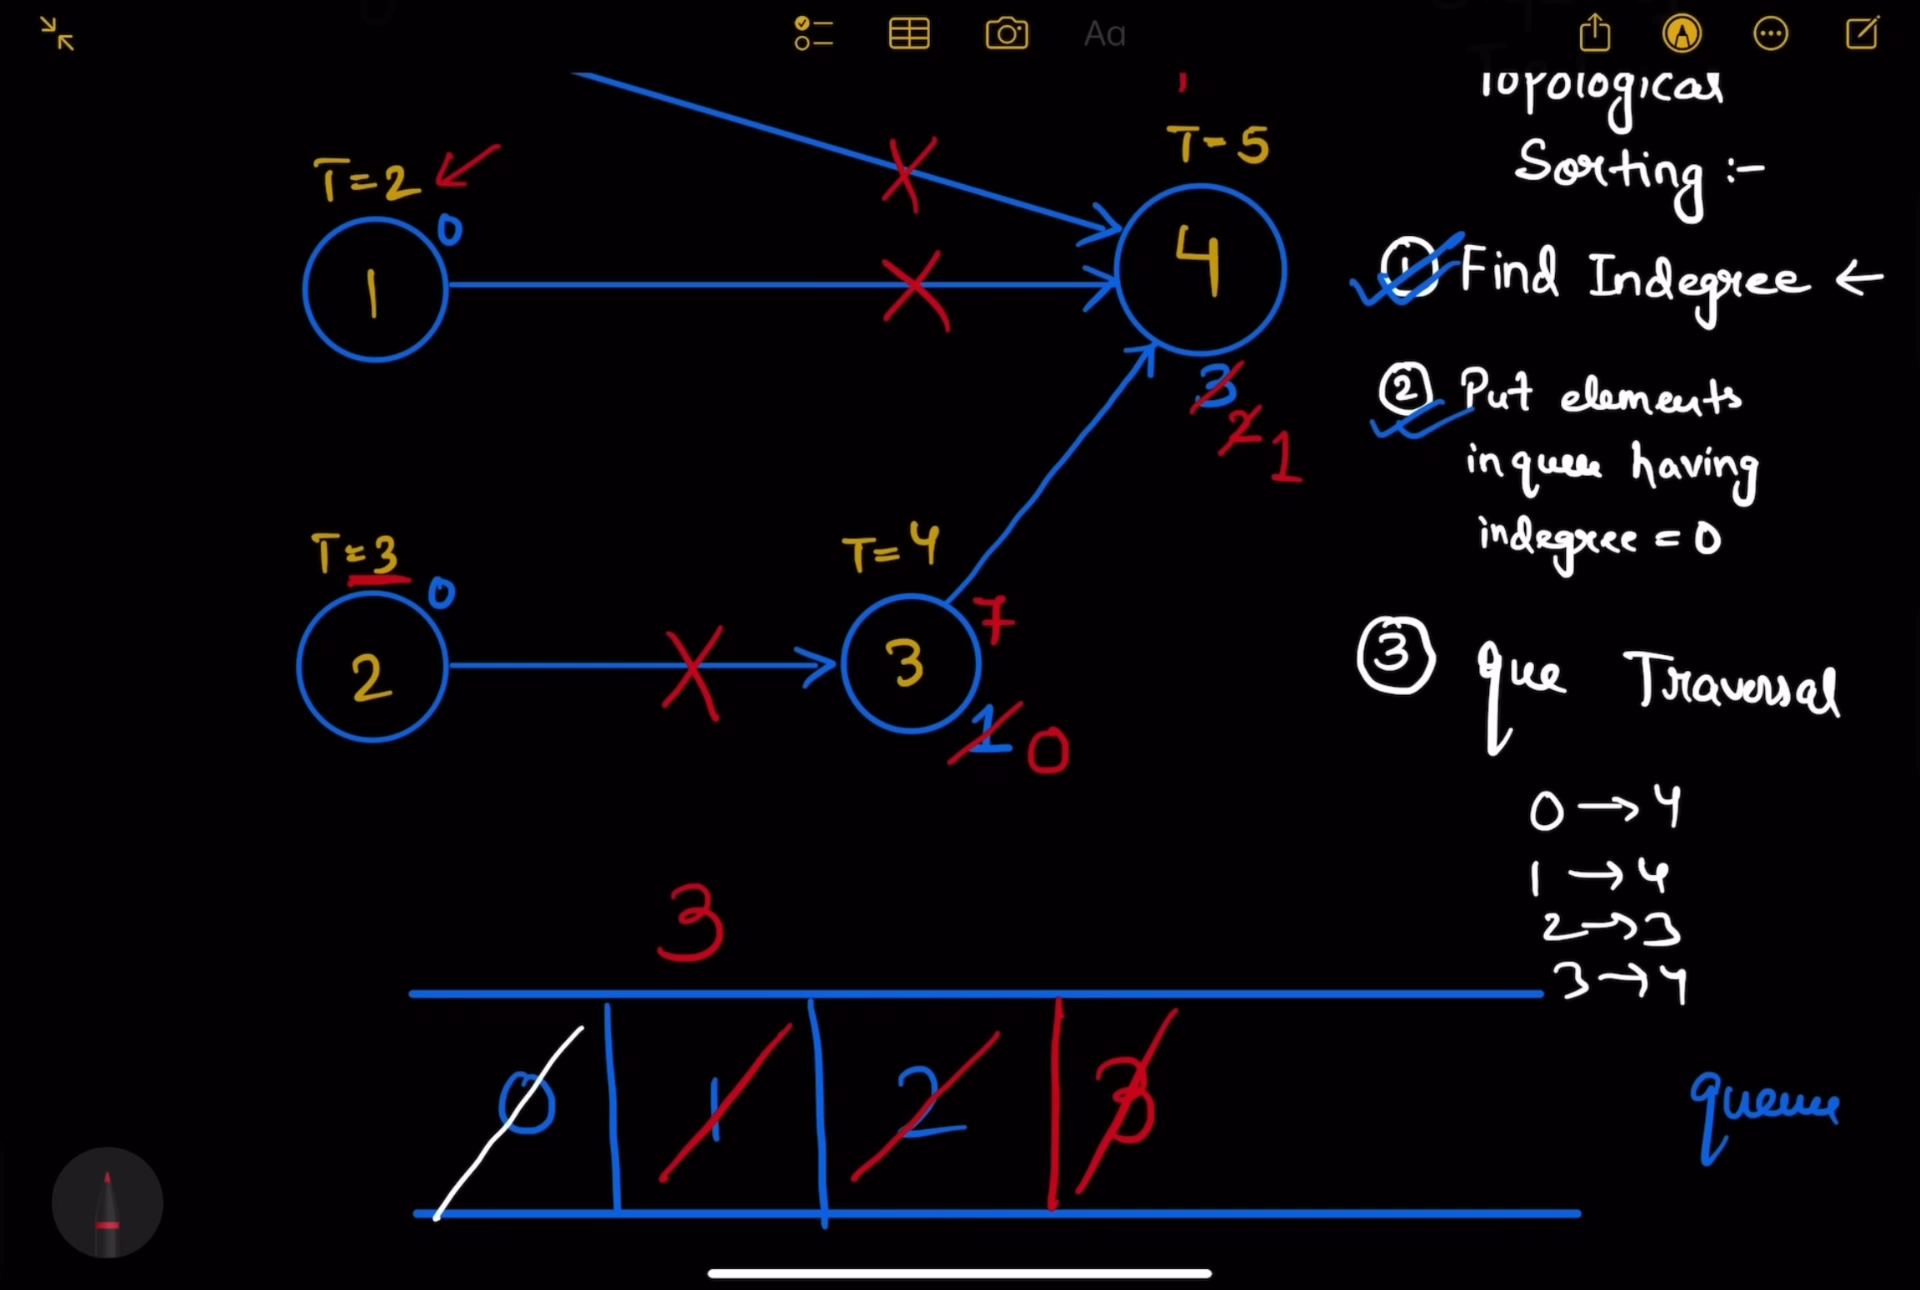 Aa
Topological
Sorting :-
1 Find Indegree ←
2 Put elements
in queue having
indegree = 0
3 que Traversal
0 → 4
1 → 4
2 → 3
3 → 4
queue
T=2
0
1
T-5
4
3
2
1
T=3
0
2
T=4
3
7
1
0
3
0 1 2 3